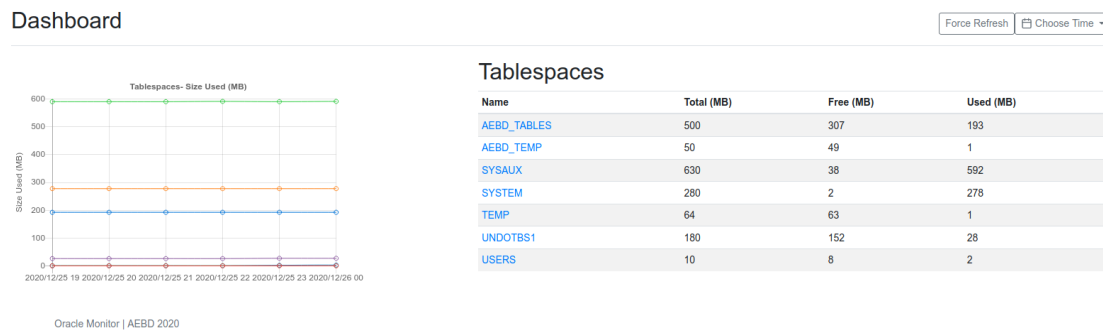 Dashboard
Force Refresh
Choose Time
Tablespaces- Size Used (MB)
Size Used (MB)
600
500
400
300
200
100
0
2020/12/25 19 2020/12/25 20 2020/12/25 21 2020/12/25 22 2020/12/25 23 2020/12/26 00
Tablespaces
Name Total (MB) Free (MB) Used (MB)
AEBD_TABLES 500 307 193
AEBD_TEMP 50 49 1
SYSAUX 630 38 592
SYSTEM 280 2 278
TEMP 64 63 1
UNDOTBS1 180 152 28
USERS 10 8 2
Oracle Monitor | AEBD 2020